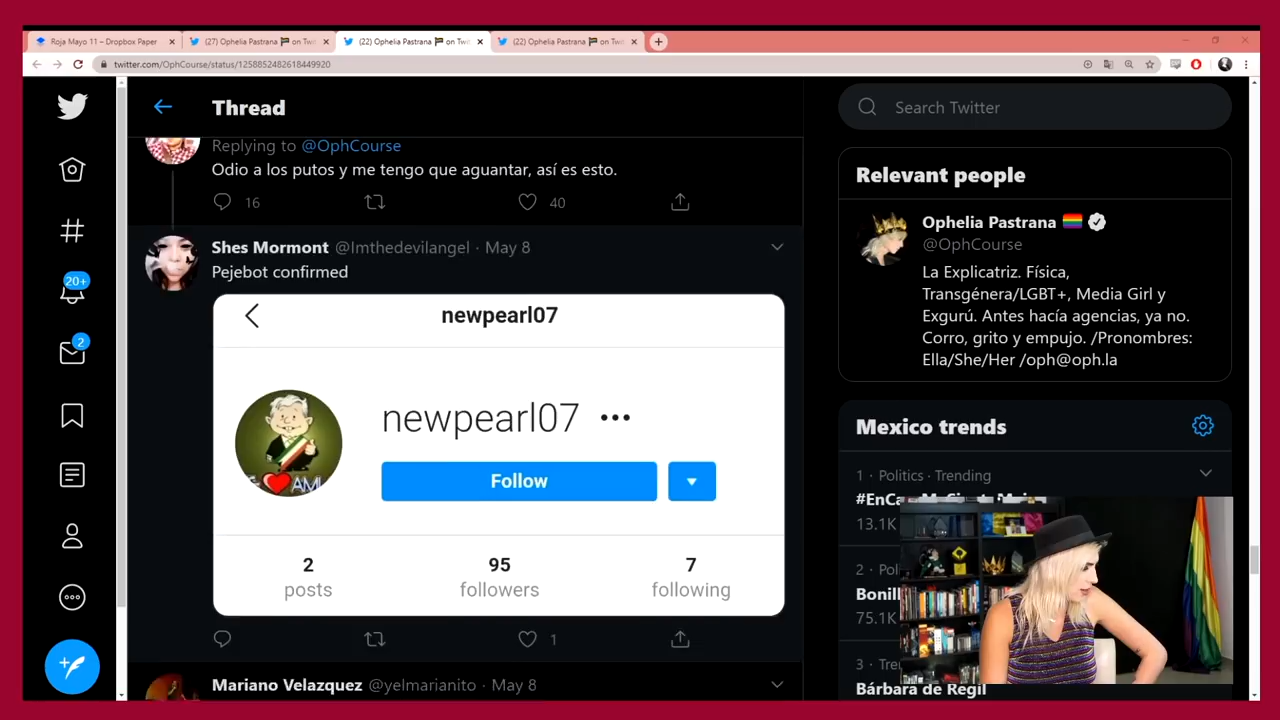 Roja Mayo 11 – Dropbox Paper
(27) Ophelia Pastrana 🏴 on Twi
(22) Ophelia Pastrana 🏴 on Twi
(22) Ophelia Pastrana 🏴 on Twi
twitter.com/OphCourse/status/1258852482618449920
20+
2
Thread
Replying to @OphCourse
Odio a los putos y me tengo que aguantar, así es esto.
16
40
Shes Mormont @Imthedevilangel · May 8
Pejebot confirmed
newpearl07
newpearl07 •••
Follow
2
posts
95
followers
7
following
1
Mariano Velazquez @yelmarianito · May 8
Search Twitter
Relevant people
Ophelia Pastrana 🏳️‍🌈
@OphCourse
La Explicatriz. Física,
Transgénera/LGBT+, Media Girl y
Exgurú. Antes hacía agencias, ya no.
Corro, grito y empujo. /Pronombres:
Ella/She/Her /oph@oph.la
Mexico trends
1 · Politics · Trending
13.1K
2 · Pol
Bonil
75.1K
3 · Tre
Bárbara de Regil